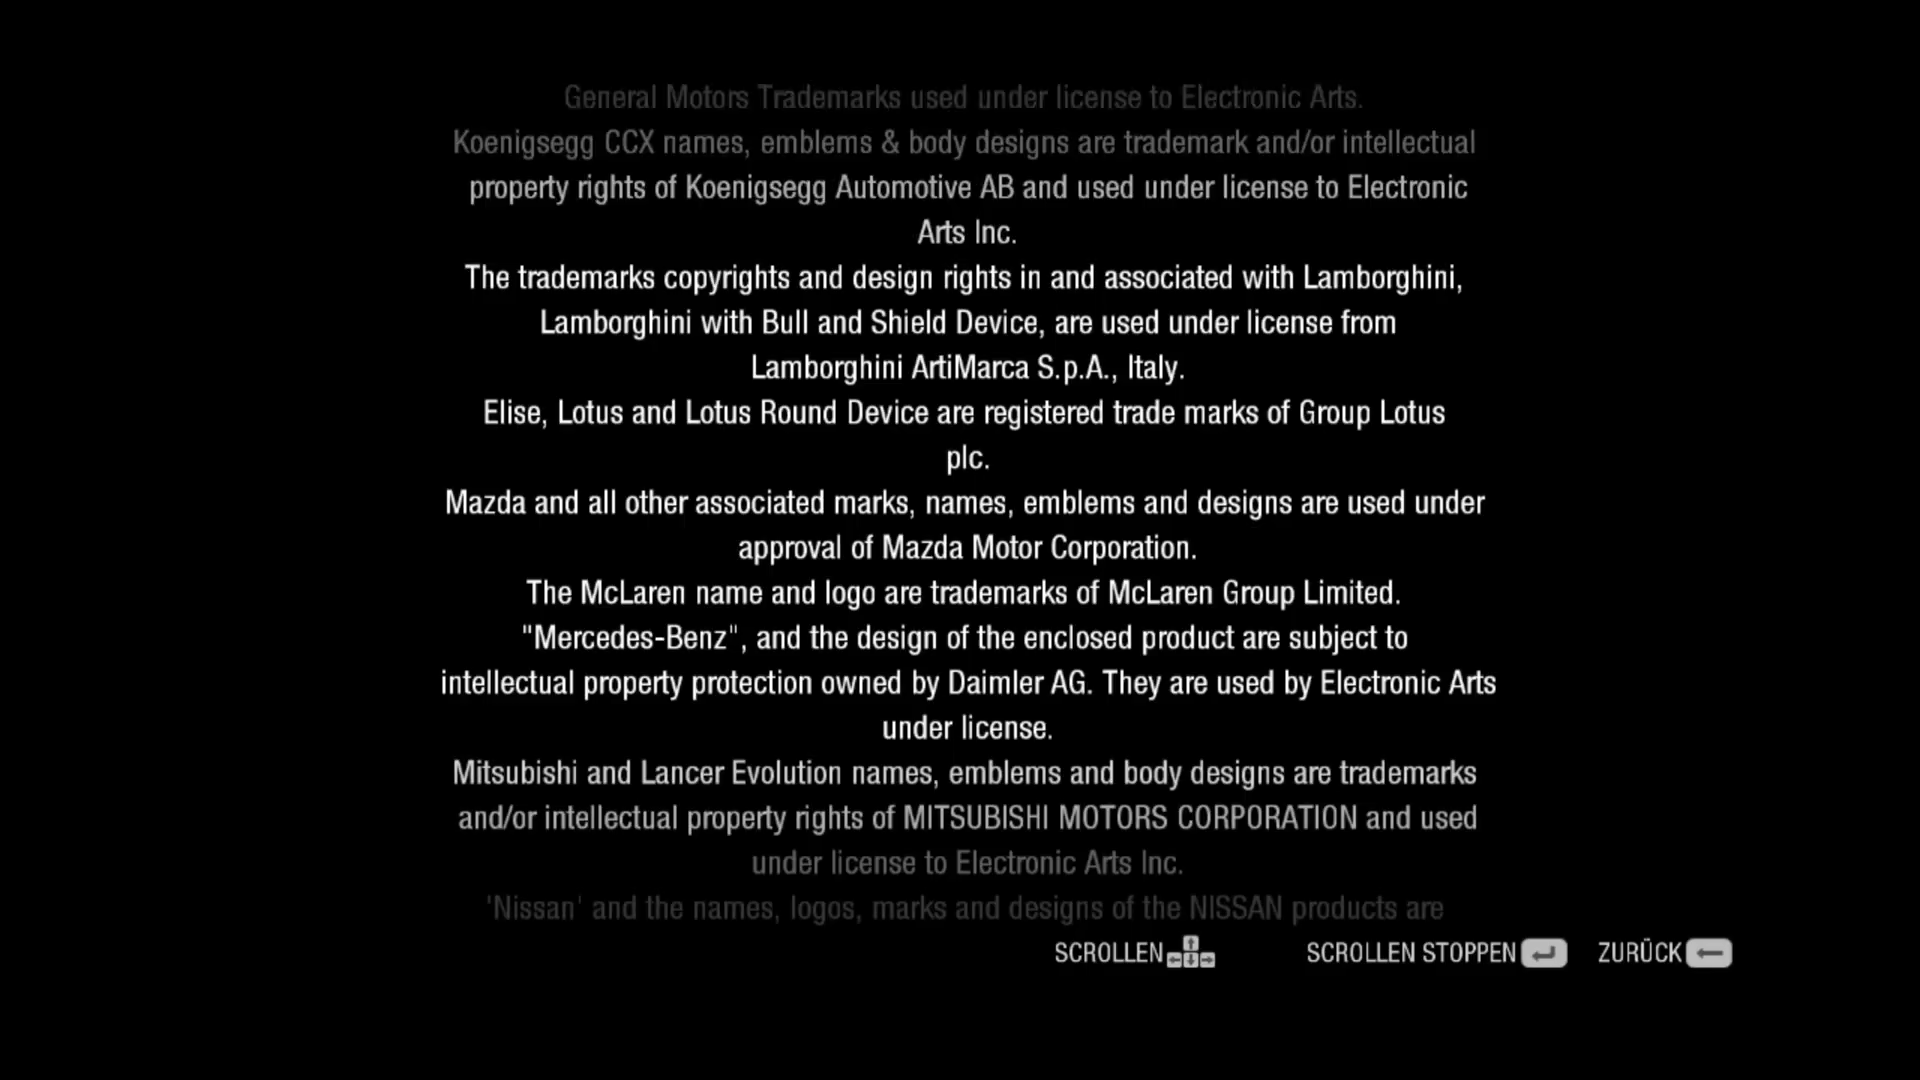 General Motors Trademarks used under license to Electronic Arts.
Koenigsegg CCX names, emblems & body designs are trademark and/or intellectual
property rights of Koenigsegg Automotive AB and used under license to Electronic
Arts Inc.
The trademarks copyrights and design rights in and associated with Lamborghini,
Lamborghini with Bull and Shield Device, are used under license from
Lamborghini ArtiMarca S.p.A., Italy.
Elise, Lotus and Lotus Round Device are registered trade marks of Group Lotus
plc.
Mazda and all other associated marks, names, emblems and designs are used under
approval of Mazda Motor Corporation.
The McLaren name and logo are trademarks of McLaren Group Limited.
"Mercedes-Benz", and the design of the enclosed product are subject to
intellectual property protection owned by Daimler AG. They are used by Electronic Arts
under license.
Mitsubishi and Lancer Evolution names, emblems and body designs are trademarks
and/or intellectual property rights of MITSUBISHI MOTORS CORPORATION and used
under license to Electronic Arts Inc.
'Nissan' and the names, logos, marks and designs of the NISSAN products are
SCROLLEN SCROLLEN STOPPEN ZURÜCK